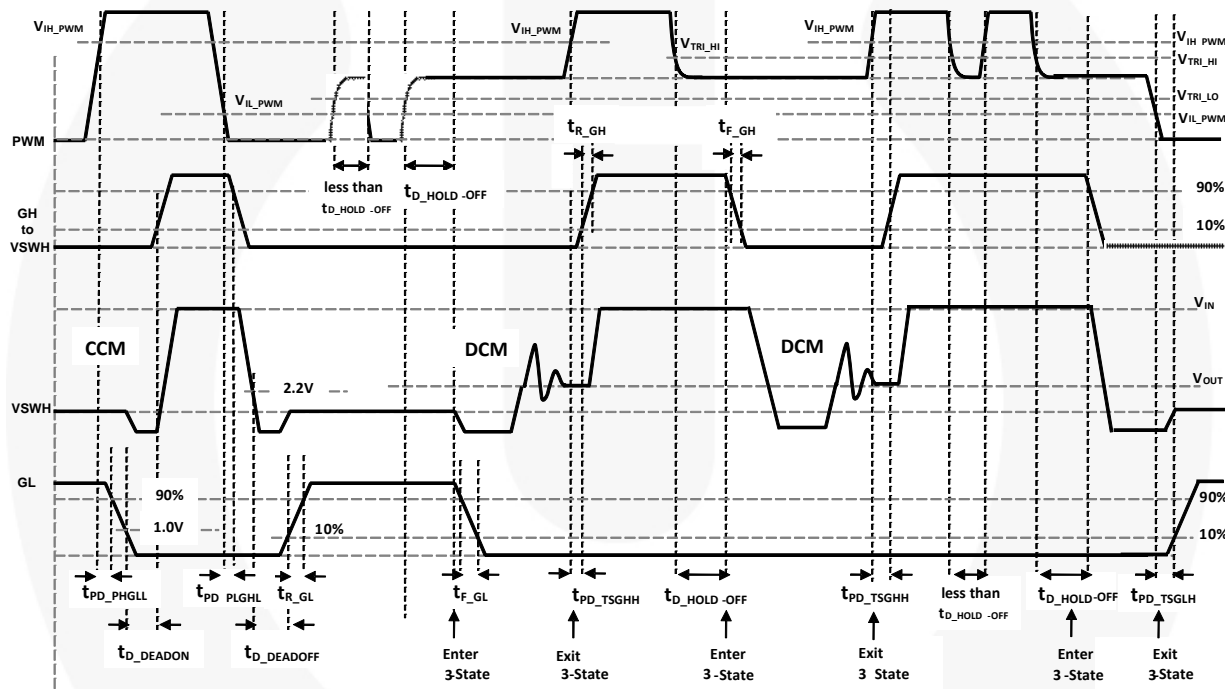 VIH_PWM
VIH_PWM
VTRI_HI
VIH_PWM
VIH_PWM
VTRI_HI
VTRI_LO
VIL_PWM
VIL_PWM
PWM
less than
tD_HOLD -OFF
tD_HOLD -OFF
tR_GH
tF_GH
90%
10%
GH
to
VSWH
VIN
CCM
DCM
DCM
2.2V
VOUT
VSWH
GL
90%
1.0V
10%
90%
10%
tPD_PHGLL
tPD_PLGHL
tR_GL
tF_GL
tPD_TSGHH
tD_HOLD -OFF
tPD_TSGHH
less than
tD_HOLD -OFF
tD_HOLD-OFF
tPD_TSGLH
tD_DEADON
tD_DEADOFF
Enter
3-State
Exit
3-State
Enter
3 -State
Exit
3 State
Enter
3 -State
Exit
3-State